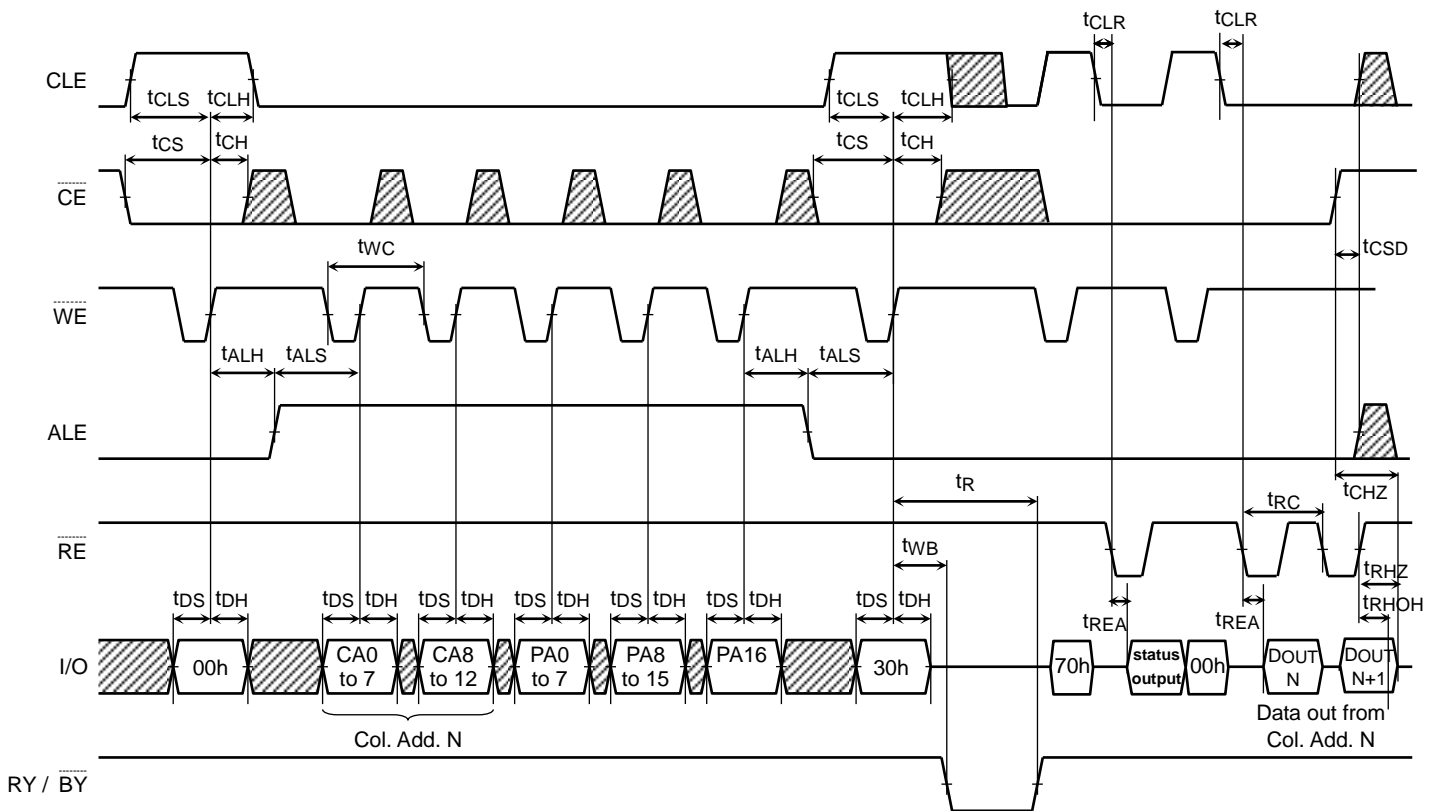 tCLR tCLR
CLE
tCLS tCLH tCLS tCLH
tCS tCH tCS tCH
CE
tWC tCSD
WE
tALH tALS tALH tALS
ALE
tR tCHZ
tRC
RE
tWB
tRHZ
tDS tDH tDS tDH tDS tDH tDS tDH tDS tDH tDS tDH tDS tDH tRHOH
tREA tREA
I/O 00h CA0 to 7 CA8 to 12 PA0 to 7 PA8 to 15 PA16 30h 70h status output 00h DOUT N DOUT N+1
Data out from
Col. Add. N Col. Add. N
RY / BY